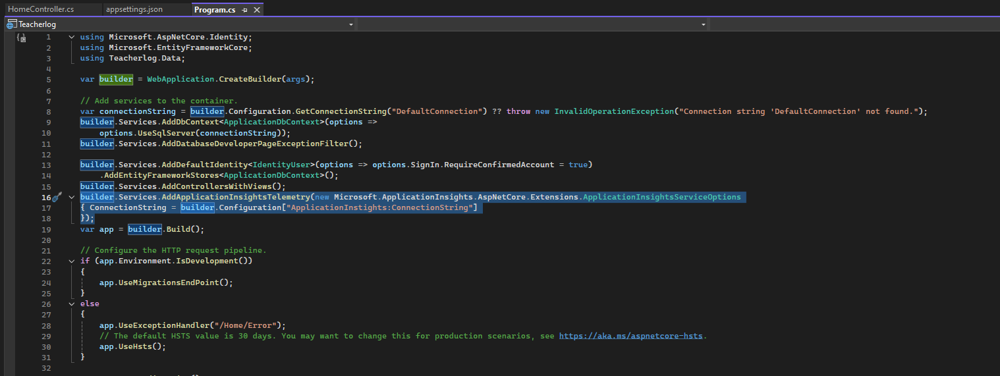 HomeController.cs appsettings.json Program.cs
Teacherlog
1 using Microsoft.AspNetCore.Identity;
2 using Microsoft.EntityFrameworkCore;
3 using Teacherlog.Data;
4
5 var builder = WebApplication.CreateBuilder(args);
6
7 // Add services to the container.
8 var connectionString = builder.Configuration.GetConnectionString("DefaultConnection") ?? throw new InvalidOperationException("Connection string 'DefaultConnection' not found.");
9 builder.Services.AddDbContext<ApplicationDbContext>(options =>
10 options.UseSqlServer(connectionString));
11 builder.Services.AddDatabaseDeveloperPageExceptionFilter();
12
13 builder.Services.AddDefaultIdentity<IdentityUser>(options => options.SignIn.RequireConfirmedAccount = true)
14 .AddEntityFrameworkStores<ApplicationDbContext>();
15 builder.Services.AddControllersWithViews();
16 builder.Services.AddApplicationInsightsTelemetry(new Microsoft.ApplicationInsights.AspNetCore.Extensions.ApplicationInsightsServiceOptions
17 { ConnectionString = builder.Configuration["ApplicationInstights:ConnectionString"]
18 });
19 var app = builder.Build();
20
21 // Configure the HTTP request pipeline.
22 if (app.Environment.IsDevelopment())
23 {
24 app.UseMigrationsEndPoint();
25 }
26 else
27 {
28 app.UseExceptionHandler("/Home/Error");
29 // The default HSTS value is 30 days. You may want to change this for production scenarios, see https://aka.ms/aspnetcore-hsts.
30 app.UseHsts();
31 }
32